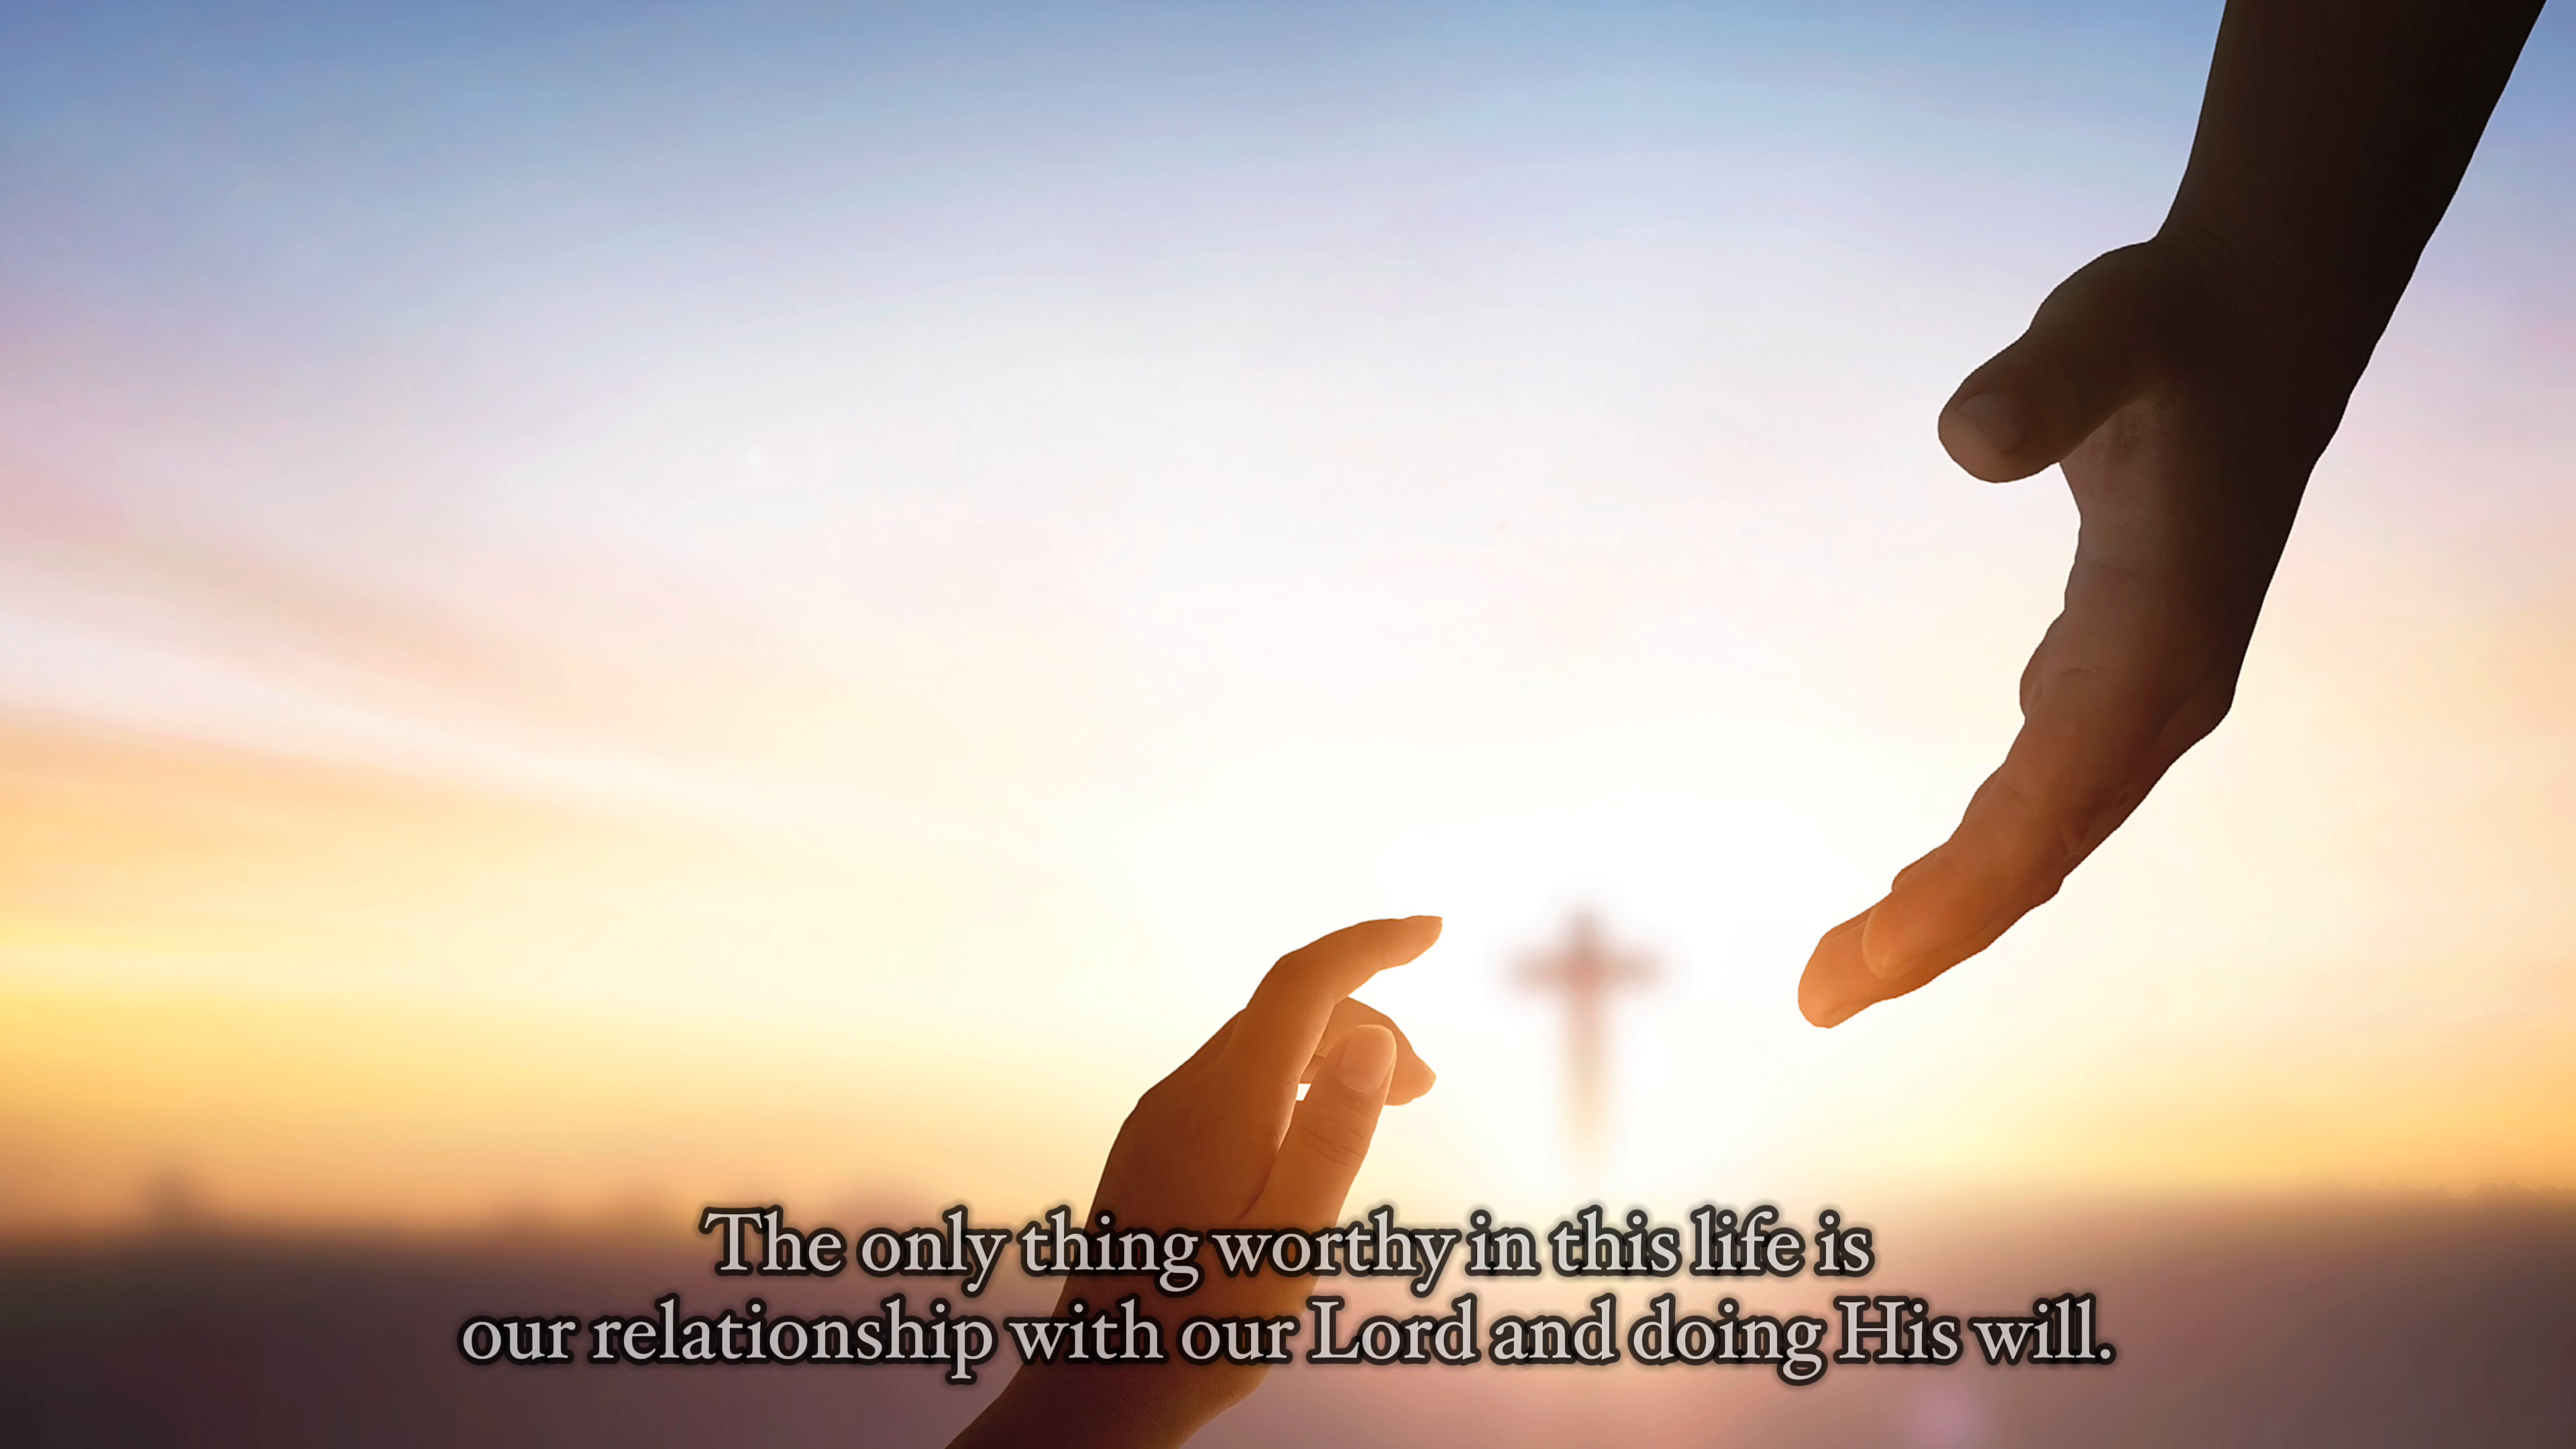 The only thing worthy in this life is
our relationship with our Lord and doing His will.